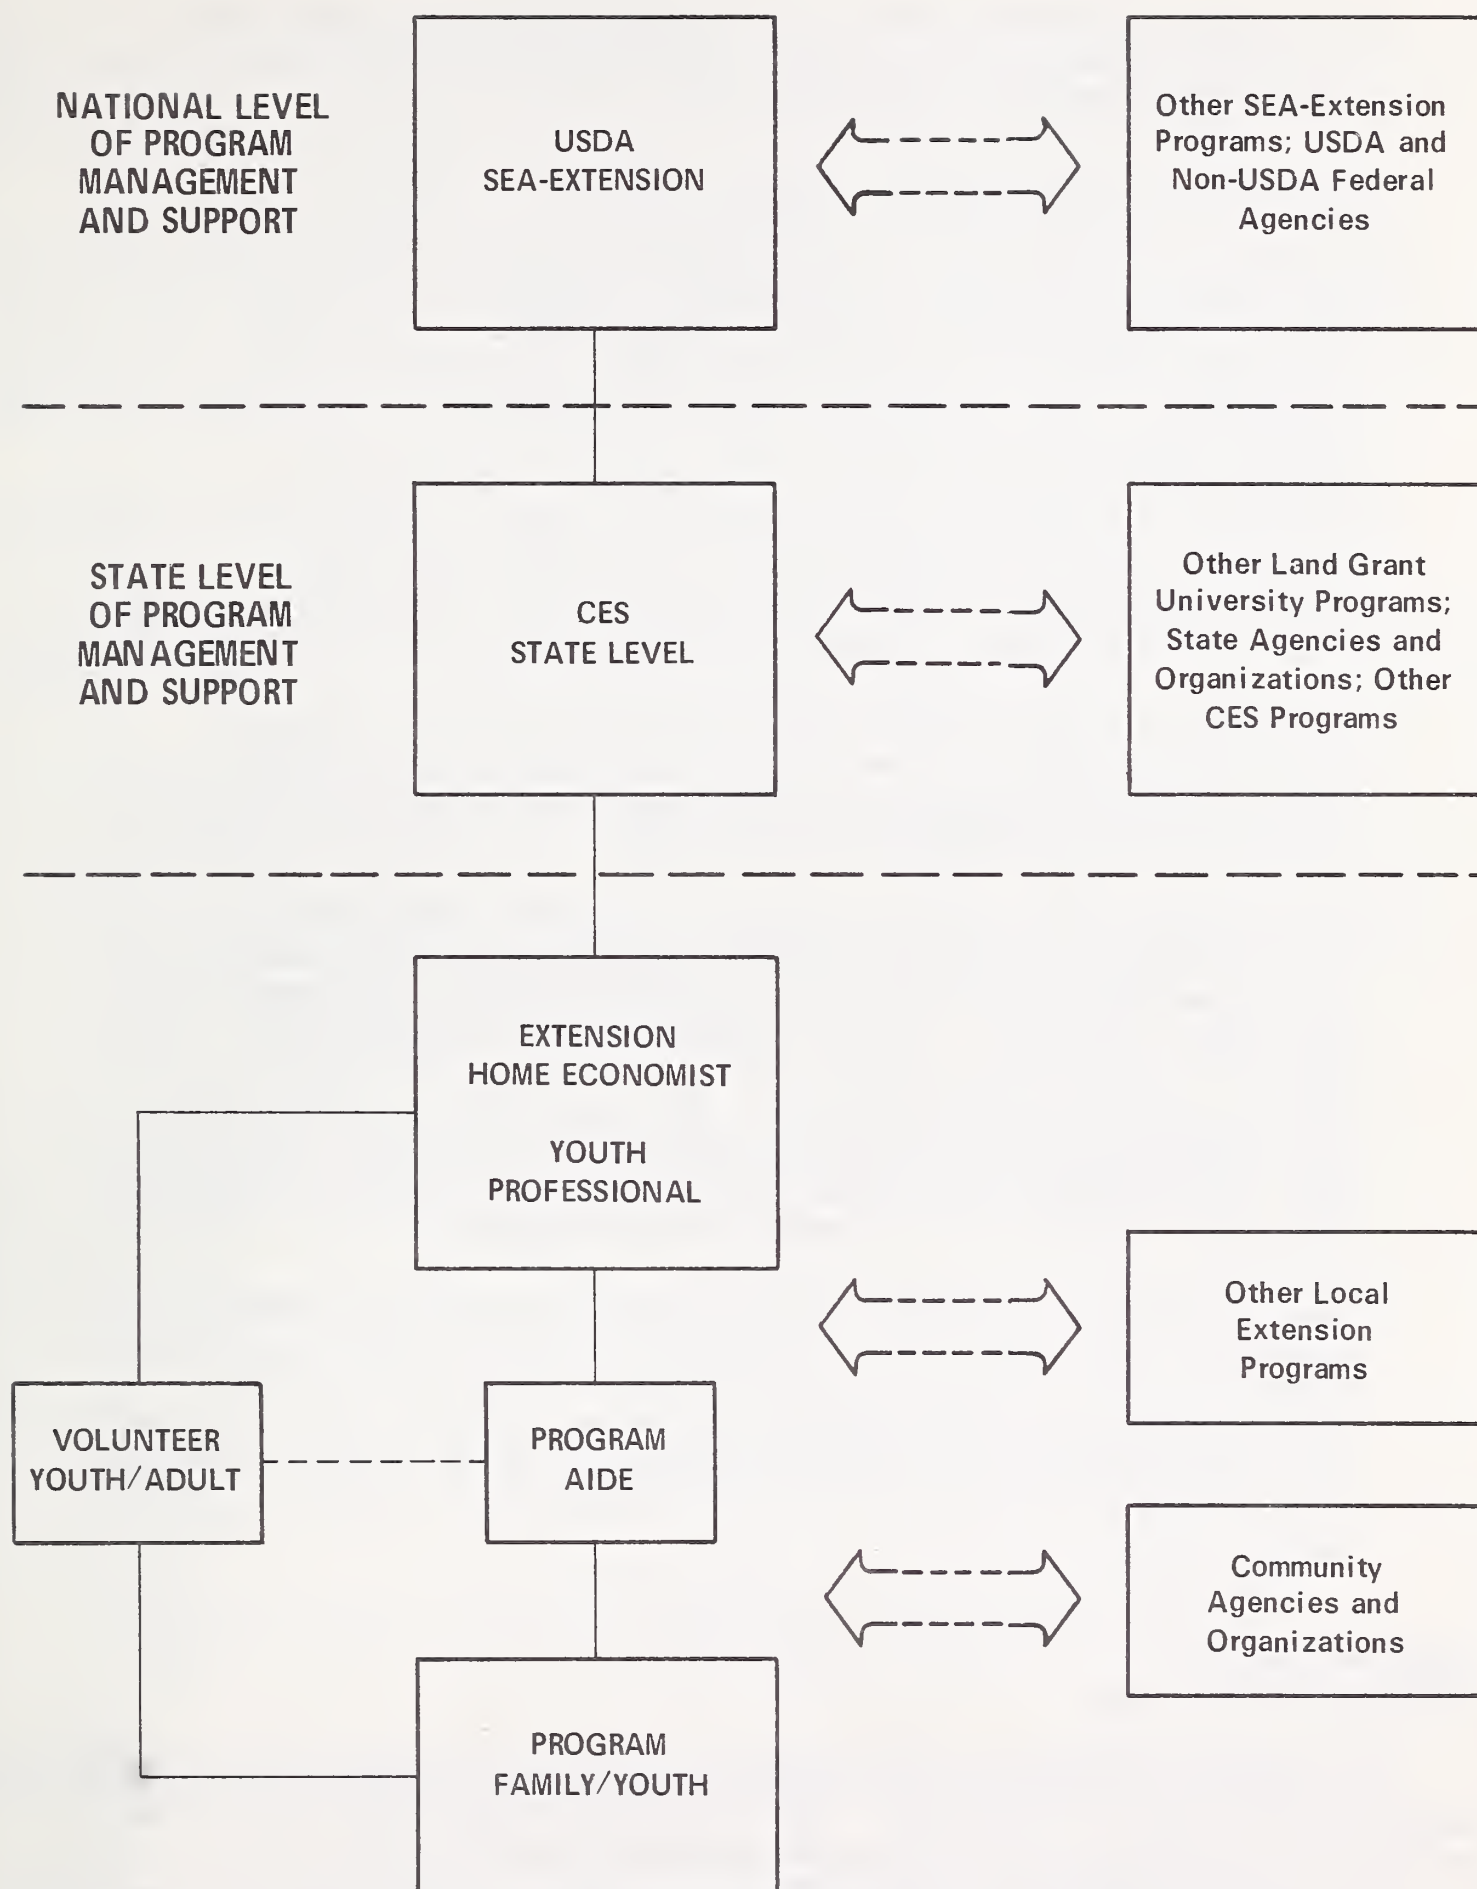 NATIONAL LEVEL
OF PROGRAM
MANAGEMENT
AND SUPPORT
USDA
SEA-EXTENSION
Other SEA-Extension
Programs; USDA and
Non-USDA Federal
Agencies
STATE LEVEL
OF PROGRAM
MANAGEMENT
AND SUPPORT
CES
STATE LEVEL
Other Land Grant
University Programs;
State Agencies and
Organizations; Other
CES Programs
EXTENSION
HOME ECONOMIST
YOUTH
PROFESSIONAL
Other Local
Extension
Programs
VOLUNTEER
YOUTH/ADULT
PROGRAM
AIDE
Community
Agencies and
Organizations
PROGRAM
FAMILY/YOUTH